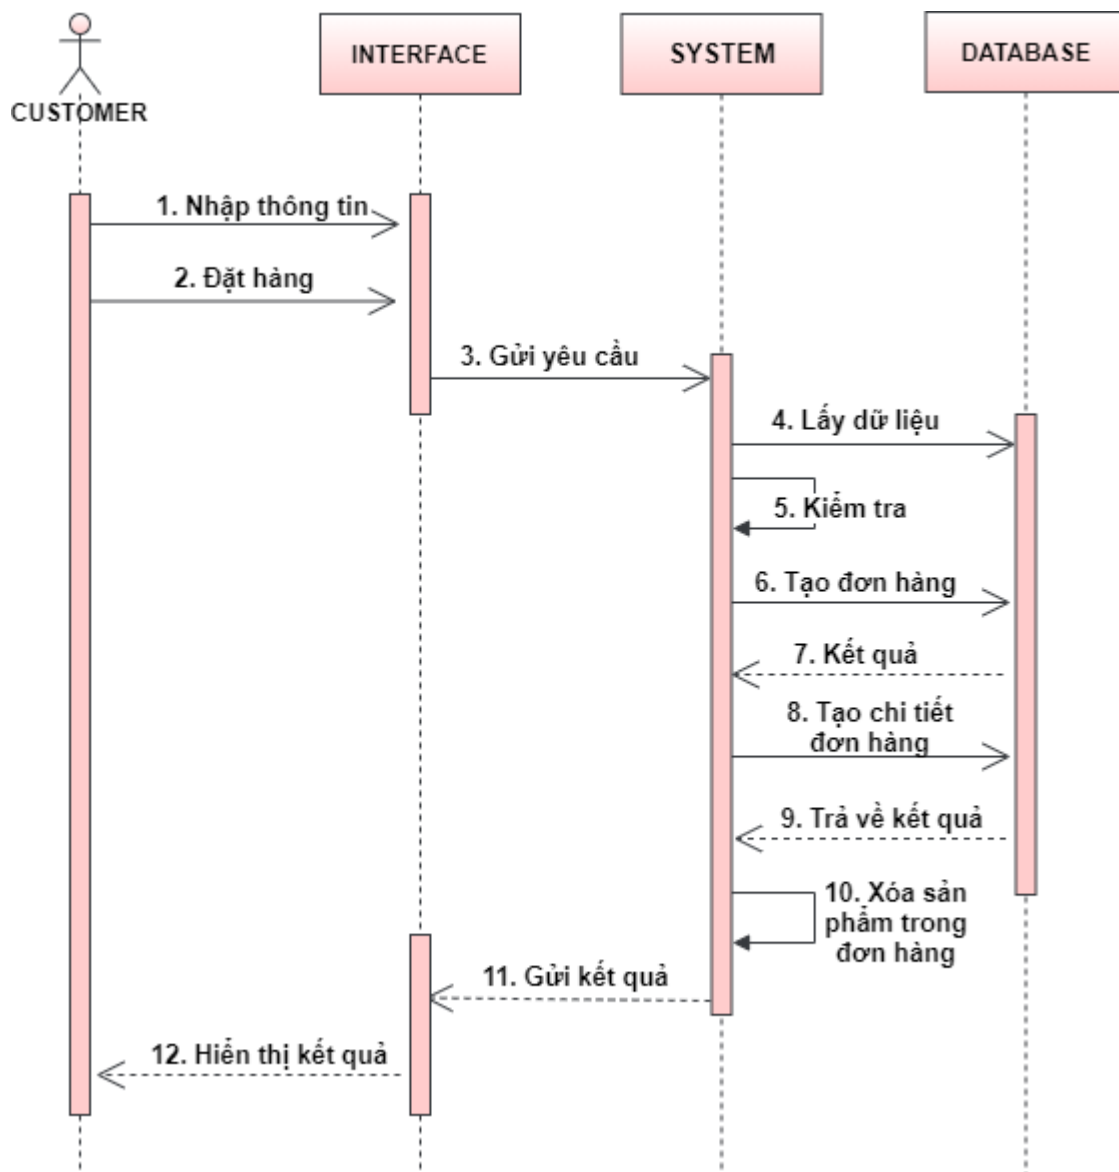 INTERFACE
SYSTEM
DATABASE
CUSTOMER
1. Nhập thông tin
2. Đặt hàng
3. Gửi yêu cầu
4. Lấy dữ liệu
5. Kiểm tra
6. Tạo đơn hàng
7. Kết quả
8. Tạo chi tiết
đơn hàng
9. Trả về kết quả
10. Xóa sản
phẩm trong
đơn hàng
11. Gửi kết quả
12. Hiển thị kết quả